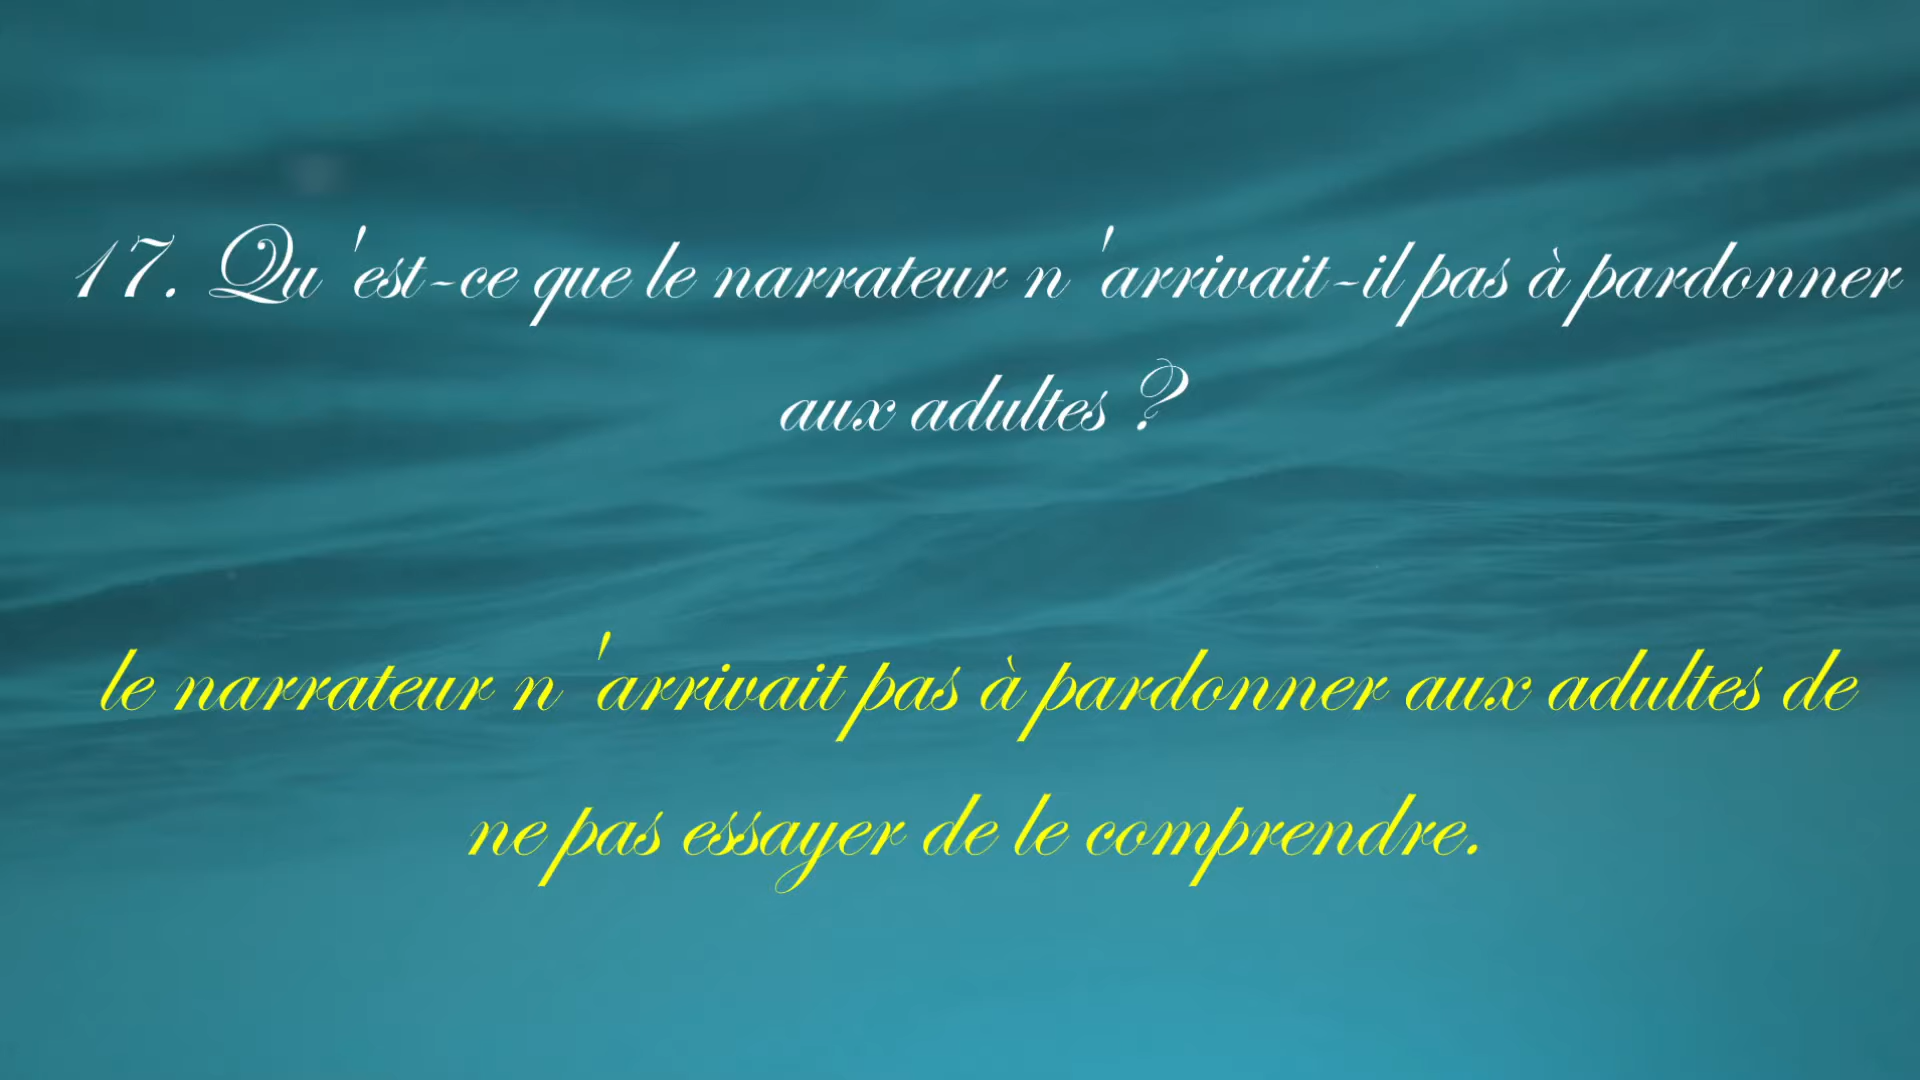 17. Qu'est-ce que le narrateur n'arrivait-il pas à pardonner
aux adultes ?
le narrateur n'arrivait pas à pardonner aux adultes de
ne pas essayer de le comprendre.